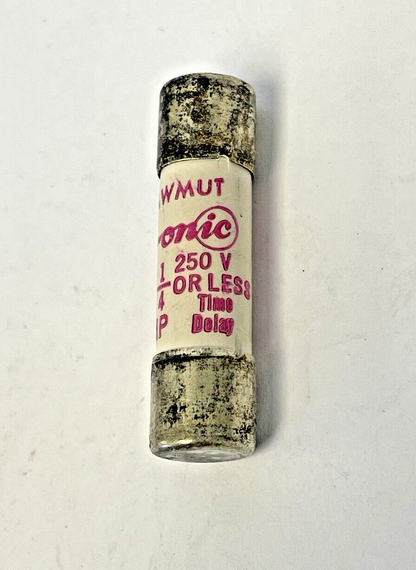 WMUT
onic
1/4 250 V
OR LESS
Time
Delay